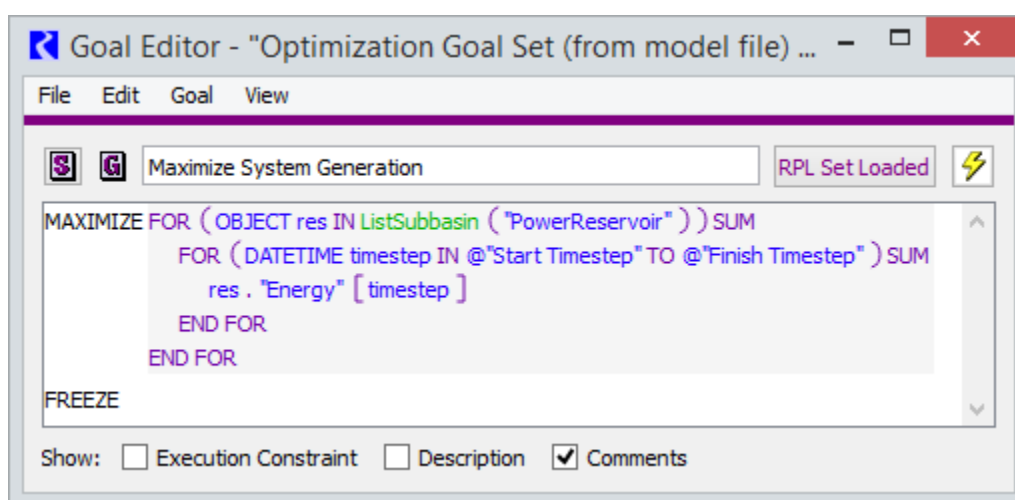 Goal Editor - "Optimization Goal Set (from model file) ...
File Edit Goal View
S G Maximize System Generation RPL Set Loaded
MAXIMIZE FOR ( OBJECT res IN ListSubbasin ( "PowerReservoir" ) ) SUM
FOR ( DATETIME timestep IN @"Start Timestep" TO @"Finish Timestep" ) SUM
res . "Energy" [ timestep ]
END FOR
END FOR
FREEZE
Show: Execution Constraint Description Comments